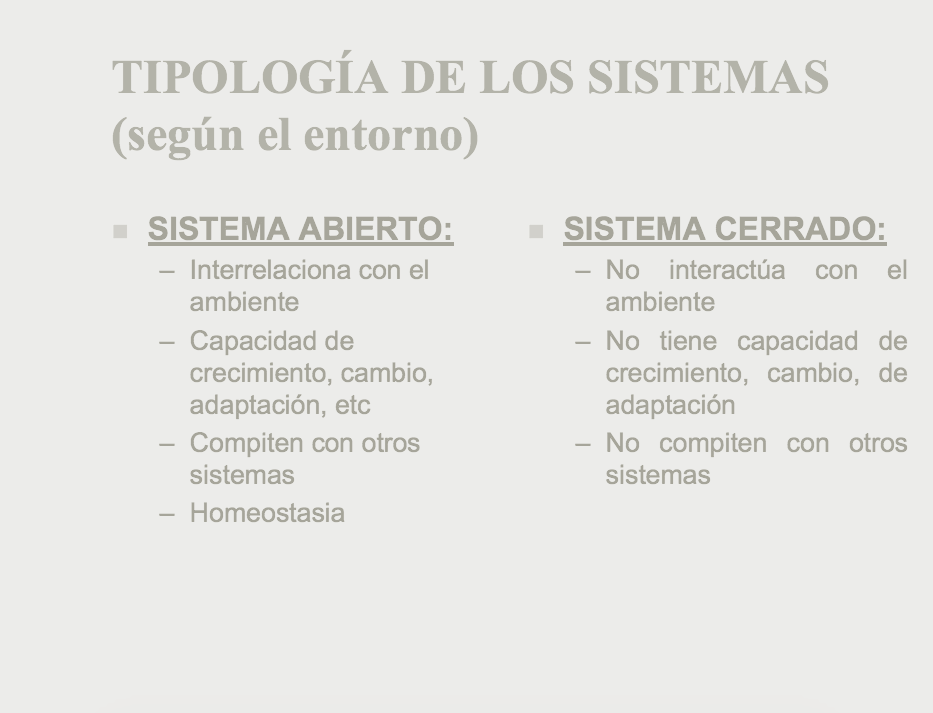 TIPOLOGÍA DE LOS SISTEMAS
(según el entorno)
SISTEMA ABIERTO:
– Interrelaciona con el
ambiente
– Capacidad de
crecimiento, cambio,
adaptación, etc
– Compiten con otros
sistemas
– Homeostasia
SISTEMA CERRADO:
– No interactúa con el
ambiente
– No tiene capacidad de
crecimiento, cambio, de
adaptación
– No compiten con otros
sistemas